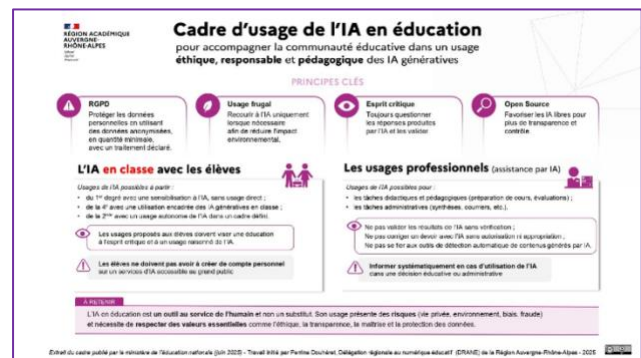 RÉGION ACADÉMIQUE
AUVERGNE-
RHÔNE-ALPES
Cadre d'usage de l'IA en éducation
pour accompagner la communauté éducative dans un usage
éthique, responsable et pédagogique des IA génératives
PRINCIPES CLÉS
RGPD
Protéger les données
personnelles en utilisant
des données anonymisées,
en quantité minimale,
avec un traitement déclaré.
Usage frugal
Recourir à l'IA uniquement
lorsque nécessaire
afin de réduire l'impact
environnemental.
Esprit critique
Toujours questionner
les réponses produites
par l'IA et les valider.
Open Source
Favoriser les IA libres pour
plus de transparence et
contrôle.
L'IA en classe avec les élèves
Usages de l'IA possibles à partir :
• du 1er degré avec une sensibilisation à l'IA, sans usage direct ;
• de la 4e avec une utilisation encadrée des IA génératives en classe ;
• de la 2nde avec un usage autonome de l'IA dans un cadre défini.
Les usages proposés aux élèves doivent viser une éducation
à l'esprit critique et à un usage raisonné de l'IA.
Les élèves ne doivent pas avoir à créer de compte personnel
sur un services d'IA accessible au grand public
Les usages professionnels (assistance par IA)
Usages de l'IA possibles pour :
• les tâches didactiques et pédagogiques (préparation de cours, évaluations) ;
• les tâches administratives (synthèses, courriers, etc.).
Ne pas valider les résultats de l'IA sans vérification ;
Ne pas corriger un devoir avec l'IA sans autorisation ni appropriation ;
Ne pas se fier aux outils de détection automatique de contenus générés par IA.
Informer systématiquement en cas d'utilisation de l'IA
dans une décision éducative ou administrative
À RETENIR
L'IA en éducation est un outil au service de l'humain et non un substitut. Son usage présente des risques (vie privée, environnement, biais, fraude)
et nécessite de respecter des valeurs essentielles comme l'éthique, la transparence, la maîtrise et la protection des données.
Extrait du cadre publié par le ministère de l'Éducation nationale (juin 2025) - Travail initié par Perrine Douhéret, Délégation régionale au numérique éducatif (DRANE) de la Région Auvergne-Rhône-Alpes - 2025